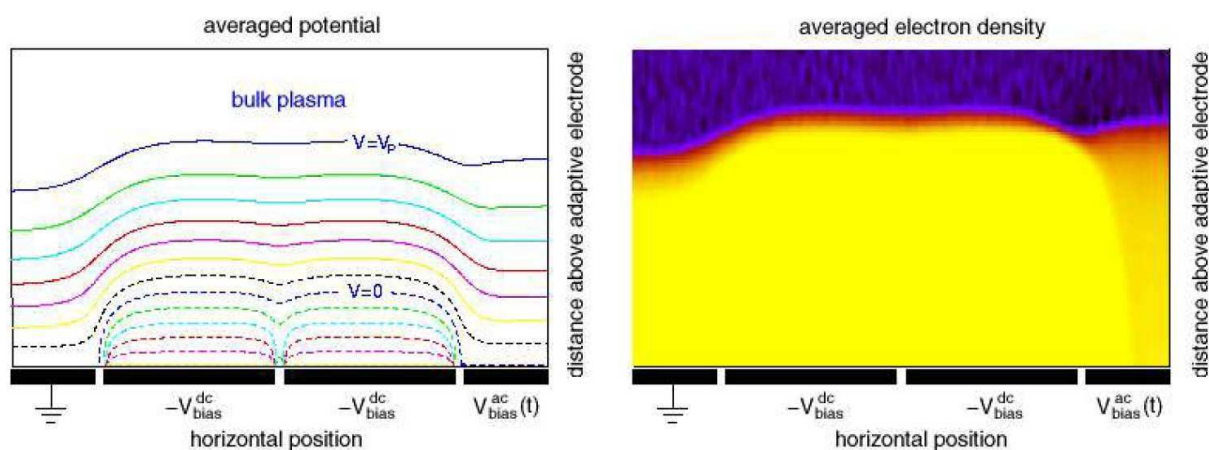 averaged potential
bulk plasma
V=V_P
V=0
distance above adaptive electrode
−V_bias^dc
−V_bias^dc
V_bias^ac(t)
horizontal position
averaged electron density
distance above adaptive electrode
−V_bias^dc
−V_bias^dc
V_bias^ac(t)
horizontal position